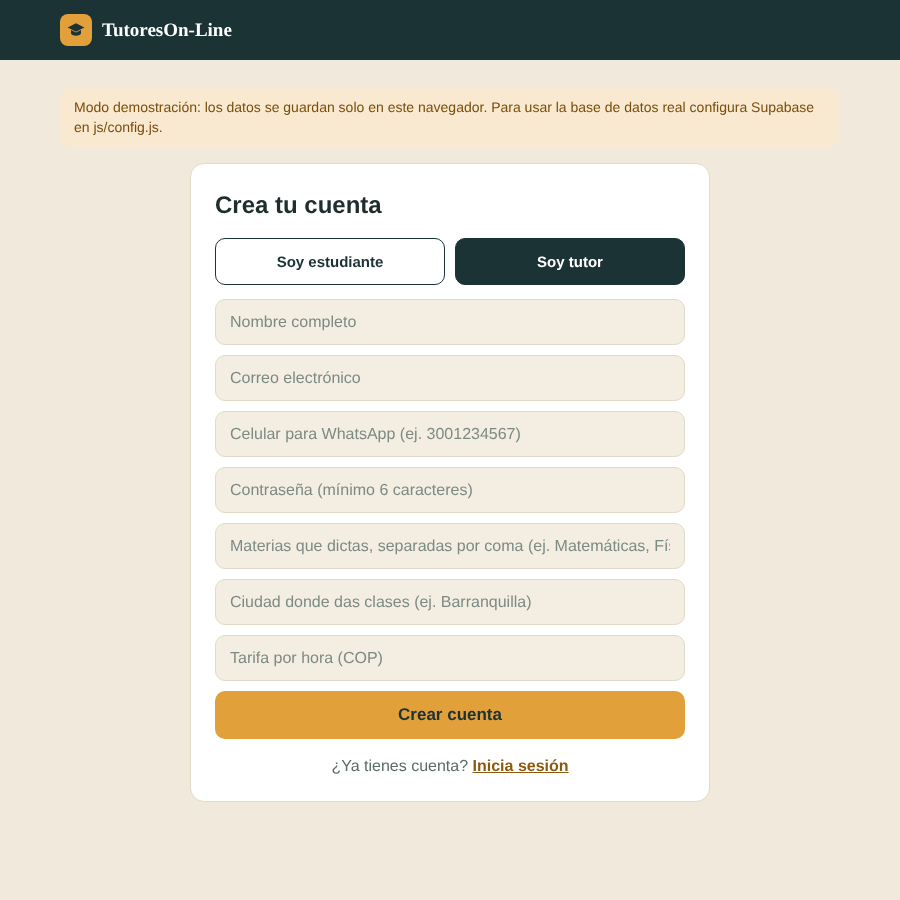 TutoresOn-Line
Modo demostración: los datos se guardan solo en este navegador. Para usar la base de datos real configura Supabase
en js/config.js.
Crea tu cuenta
Soy estudiante
Soy tutor
Nombre completo
Correo electrónico
Celular para WhatsApp (ej. 3001234567)
Contraseña (mínimo 6 caracteres)
Materias que dictas, separadas por coma (ej. Matemáticas,
Ciudad donde das clases (ej. Barranquilla)
Tarifa por hora (COP)
Crear cuenta
¿Ya tienes cuenta? Inicia sesión